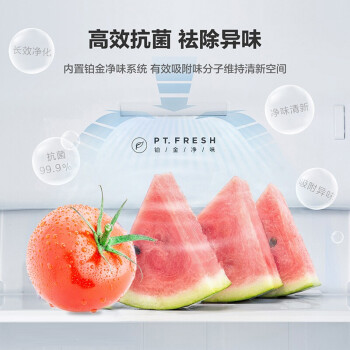 高效抗菌 祛除异味
内置铂金净味系统 有效吸附味分子维持清新空间
长效净化
净味清新
PT.FRESH
铂/金/净/味
抗菌
99.9%
吸附异味